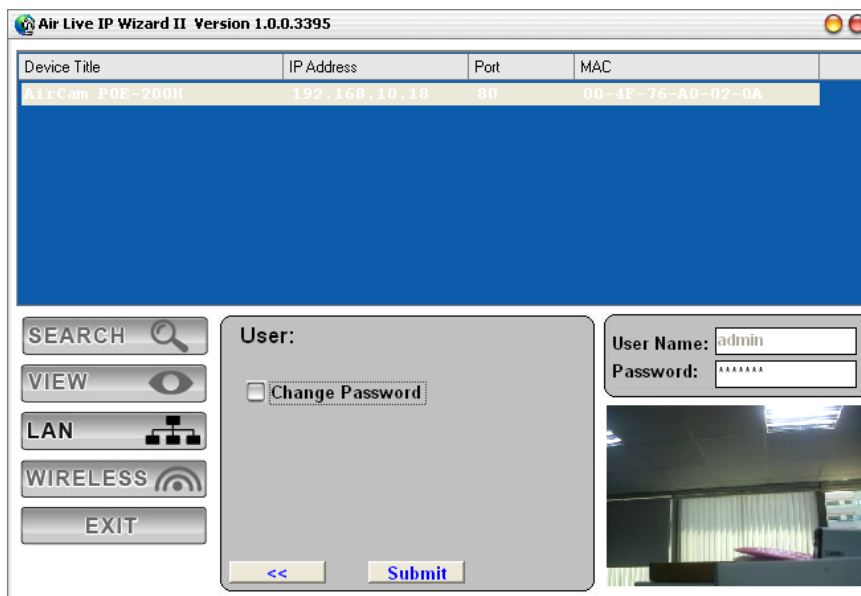 Air Live IP Wizard II Version 1.0.0.3395
Device Title IP Address Port MAC
AirCam POE-200H 192.168.10.18 80 00-4F-76-A0-02-0A
SEARCH
VIEW
LAN
WIRELESS
EXIT
User:
Change Password
<< Submit
User Name: admin
Password: *******